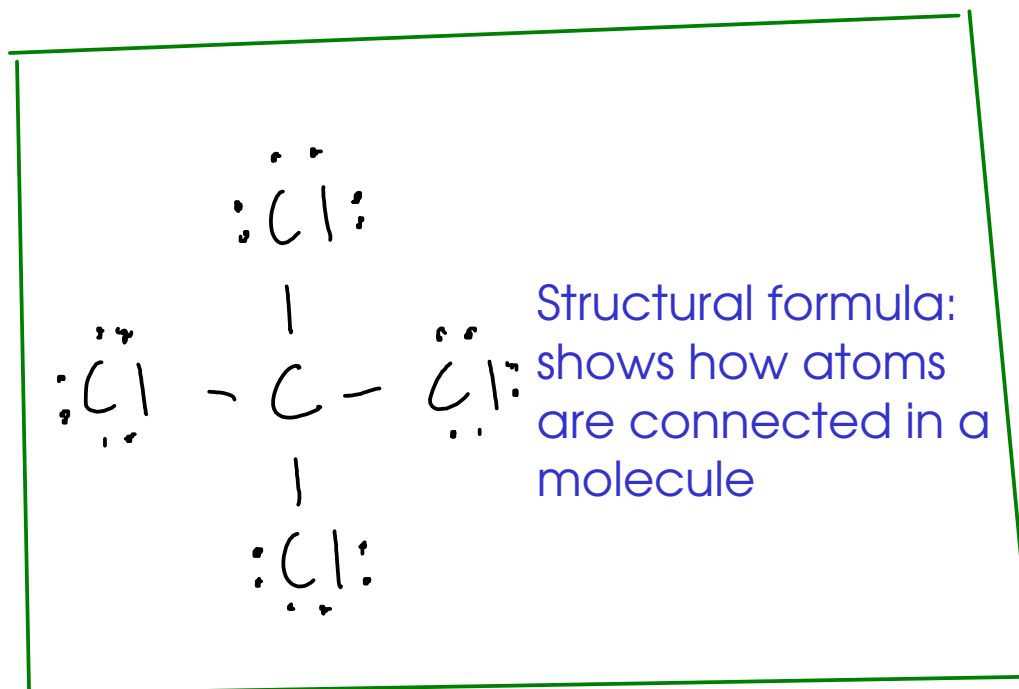 Cl
Cl - C - Cl
Cl
Structural formula:
shows how atoms
are connected in a
molecule